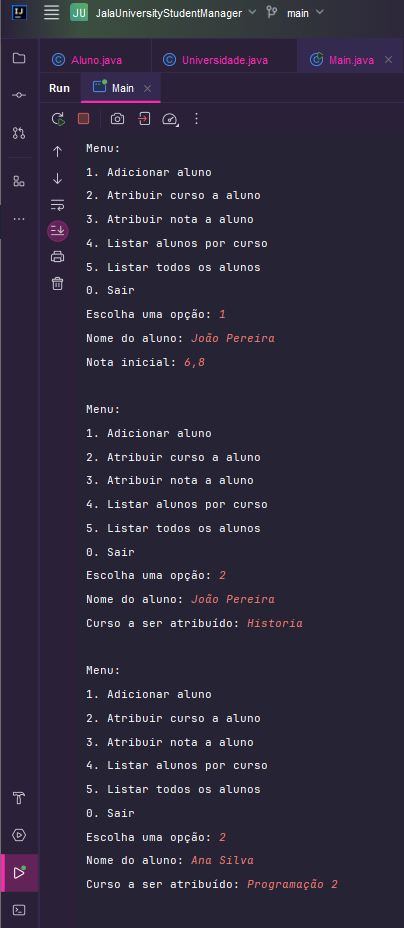 IJ JU JalaUniversityStudentManager main
Aluno.java Universidade.java Main.java
Run Main
Menu:
1. Adicionar aluno
2. Atribuir curso a aluno
3. Atribuir nota a aluno
4. Listar alunos por curso
5. Listar todos os alunos
0. Sair
Escolha uma opção: 1
Nome do aluno: João Pereira
Nota inicial: 6,8
Menu:
1. Adicionar aluno
2. Atribuir curso a aluno
3. Atribuir nota a aluno
4. Listar alunos por curso
5. Listar todos os alunos
0. Sair
Escolha uma opção: 2
Nome do aluno: João Pereira
Curso a ser atribuído: Historia
Menu:
1. Adicionar aluno
2. Atribuir curso a aluno
3. Atribuir nota a aluno
4. Listar alunos por curso
5. Listar todos os alunos
0. Sair
Escolha uma opção: 2
Nome do aluno: Ana Silva
Curso a ser atribuído: Programação 2